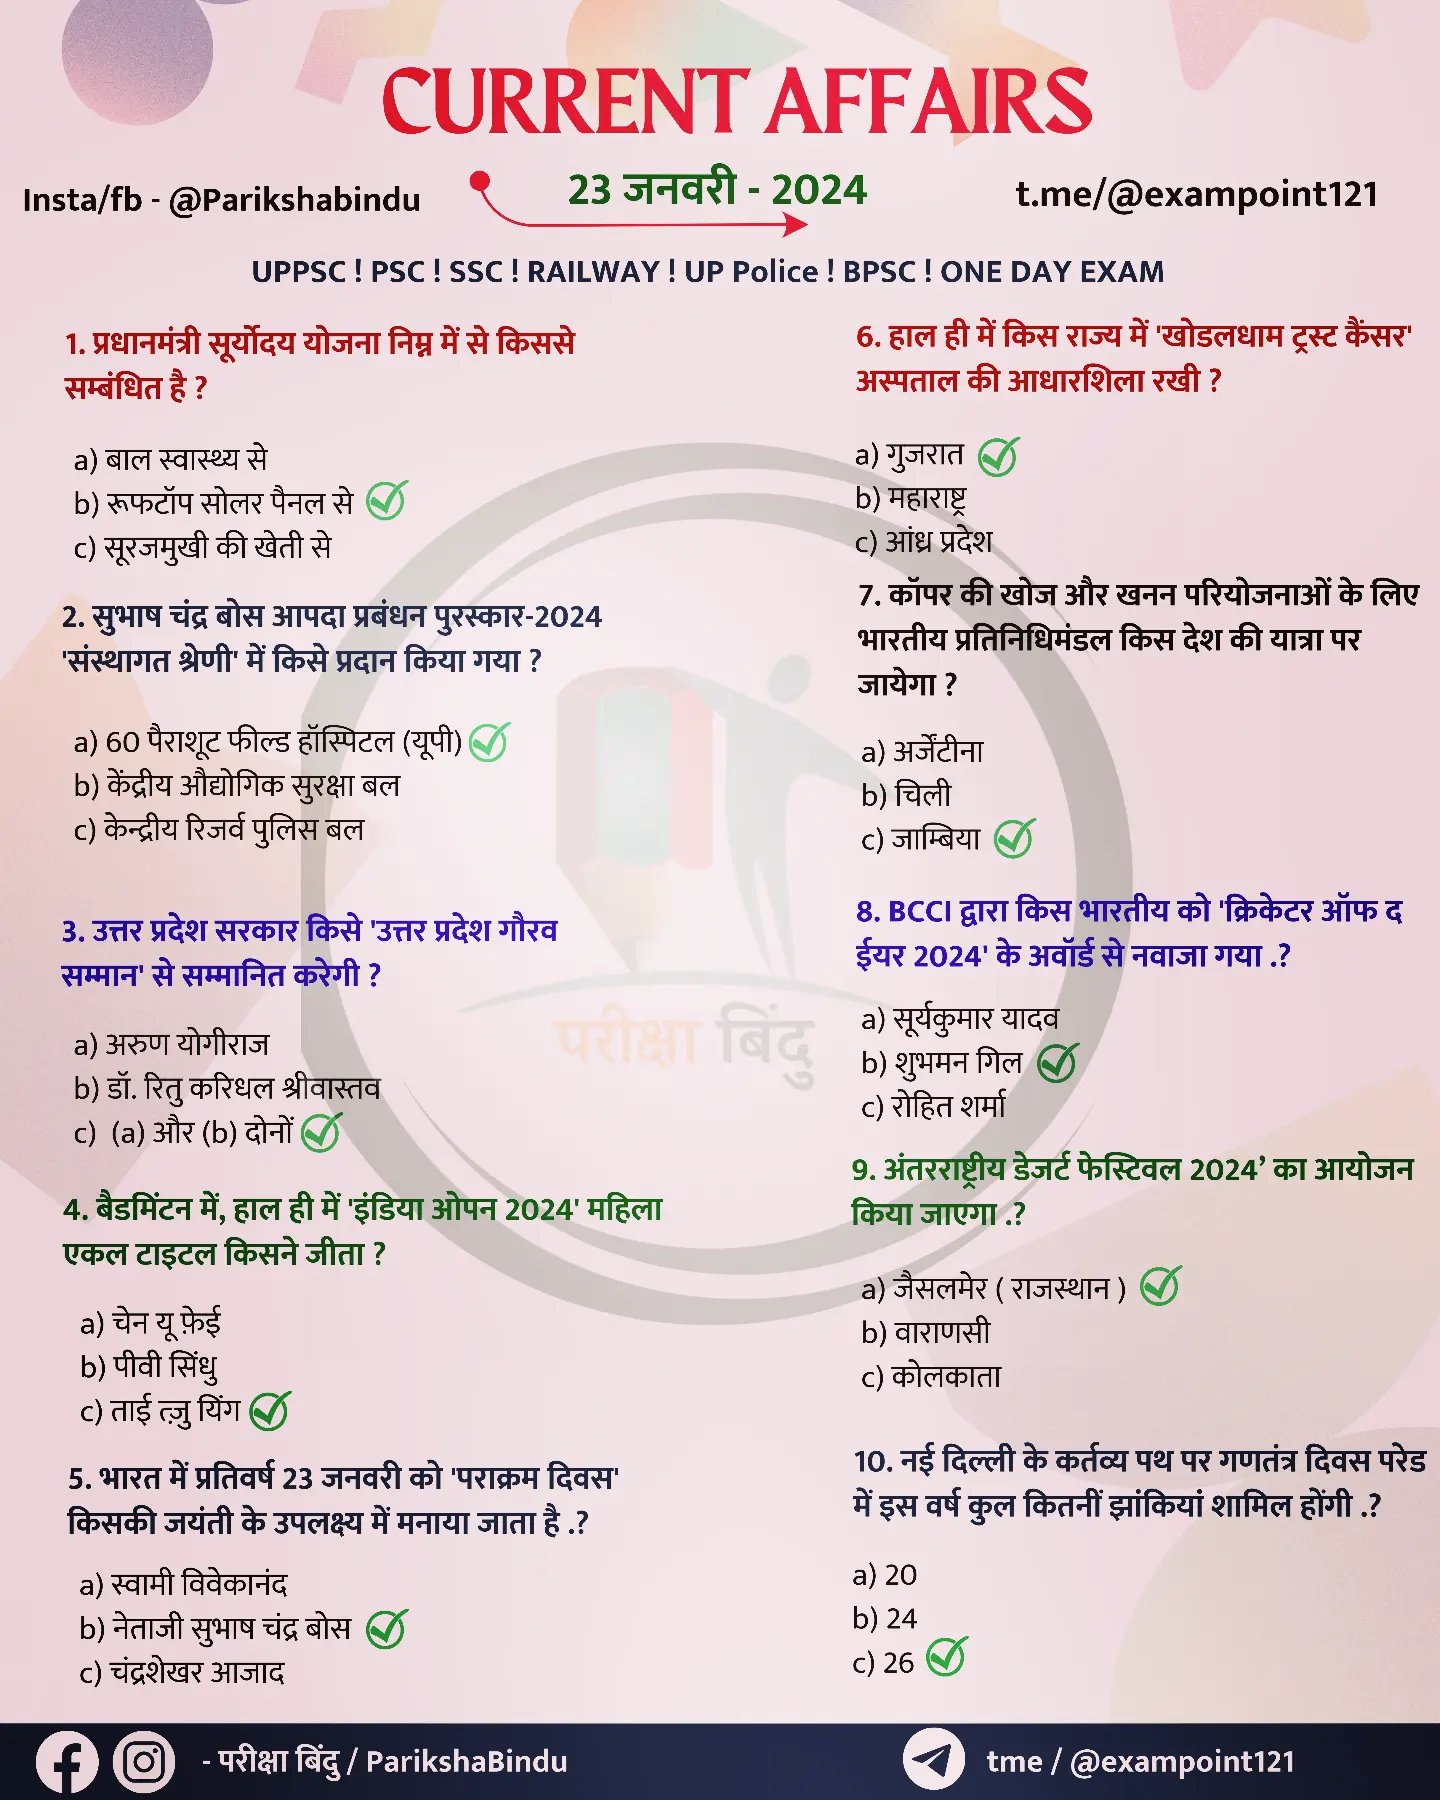 CURRENT AFFAIRS
Insta/fb - @Parikshabindu
23 जनवरी - 2024
t.me/@exampoint121
UPPSC ! PSC ! SSC ! RAILWAY ! UP Police ! BPSC ! ONE DAY EXAM
1. प्रधानमंत्री सूर्योदय योजना निम्न में से किससे
सम्बंधित है ?
a) बाल स्वास्थ्य से
b) रूफटॉप सोलर पैनल से
c) सूरजमुखी की खेती से
2. सुभाष चंद्र बोस आपदा प्रबंधन पुरस्कार-2024
'संस्थागत श्रेणी' में किसे प्रदान किया गया ?
a) 60 पैराशूट फील्ड हॉस्पिटल (यूपी)
b) केंद्रीय औद्योगिक सुरक्षा बल
c) केन्द्रीय रिजर्व पुलिस बल
3. उत्तर प्रदेश सरकार किसे 'उत्तर प्रदेश गौरव
सम्मान' से सम्मानित करेगी ?
a) अरुण योगीराज
b) डॉ. रितु करिधल श्रीवास्तव
c) (a) और (b) दोनों
4. बैडमिंटन में, हाल ही में 'इंडिया ओपन 2024' महिला
एकल टाइटल किसने जीता ?
a) चेन यू फ़ेई
b) पीवी सिंधु
c) ताई त्ज़ु यिंग
5. भारत में प्रतिवर्ष 23 जनवरी को 'पराक्रम दिवस'
किसकी जयंती के उपलक्ष्य में मनाया जाता है .?
a) स्वामी विवेकानंद
b) नेताजी सुभाष चंद्र बोस
c) चंद्रशेखर आजाद
6. हाल ही में किस राज्य में 'खोडलधाम ट्रस्ट कैंसर'
अस्पताल की आधारशिला रखी ?
a) गुजरात
b) महाराष्ट्र
c) आंध्र प्रदेश
7. कॉपर की खोज और खनन परियोजनाओं के लिए
भारतीय प्रतिनिधिमंडल किस देश की यात्रा पर
जायेगा ?
a) अर्जेंटीना
b) चिली
c) जाम्बिया
8. BCCI द्वारा किस भारतीय को 'क्रिकेटर ऑफ द
ईयर 2024' के अवॉर्ड से नवाजा गया .?
a) सूर्यकुमार यादव
b) शुभमन गिल
c) रोहित शर्मा
9. अंतरराष्ट्रीय डेजर्ट फेस्टिवल 2024’ का आयोजन
किया जाएगा .?
a) जैसलमेर ( राजस्थान )
b) वाराणसी
c) कोलकाता
10. नई दिल्ली के कर्तव्य पथ पर गणतंत्र दिवस परेड
में इस वर्ष कुल कितनीं झांकियां शामिल होंगी .?
a) 20
b) 24
c) 26
परीक्षा बिंदु
- परीक्षा बिंदु / ParikshaBindu
tme / @exampoint121